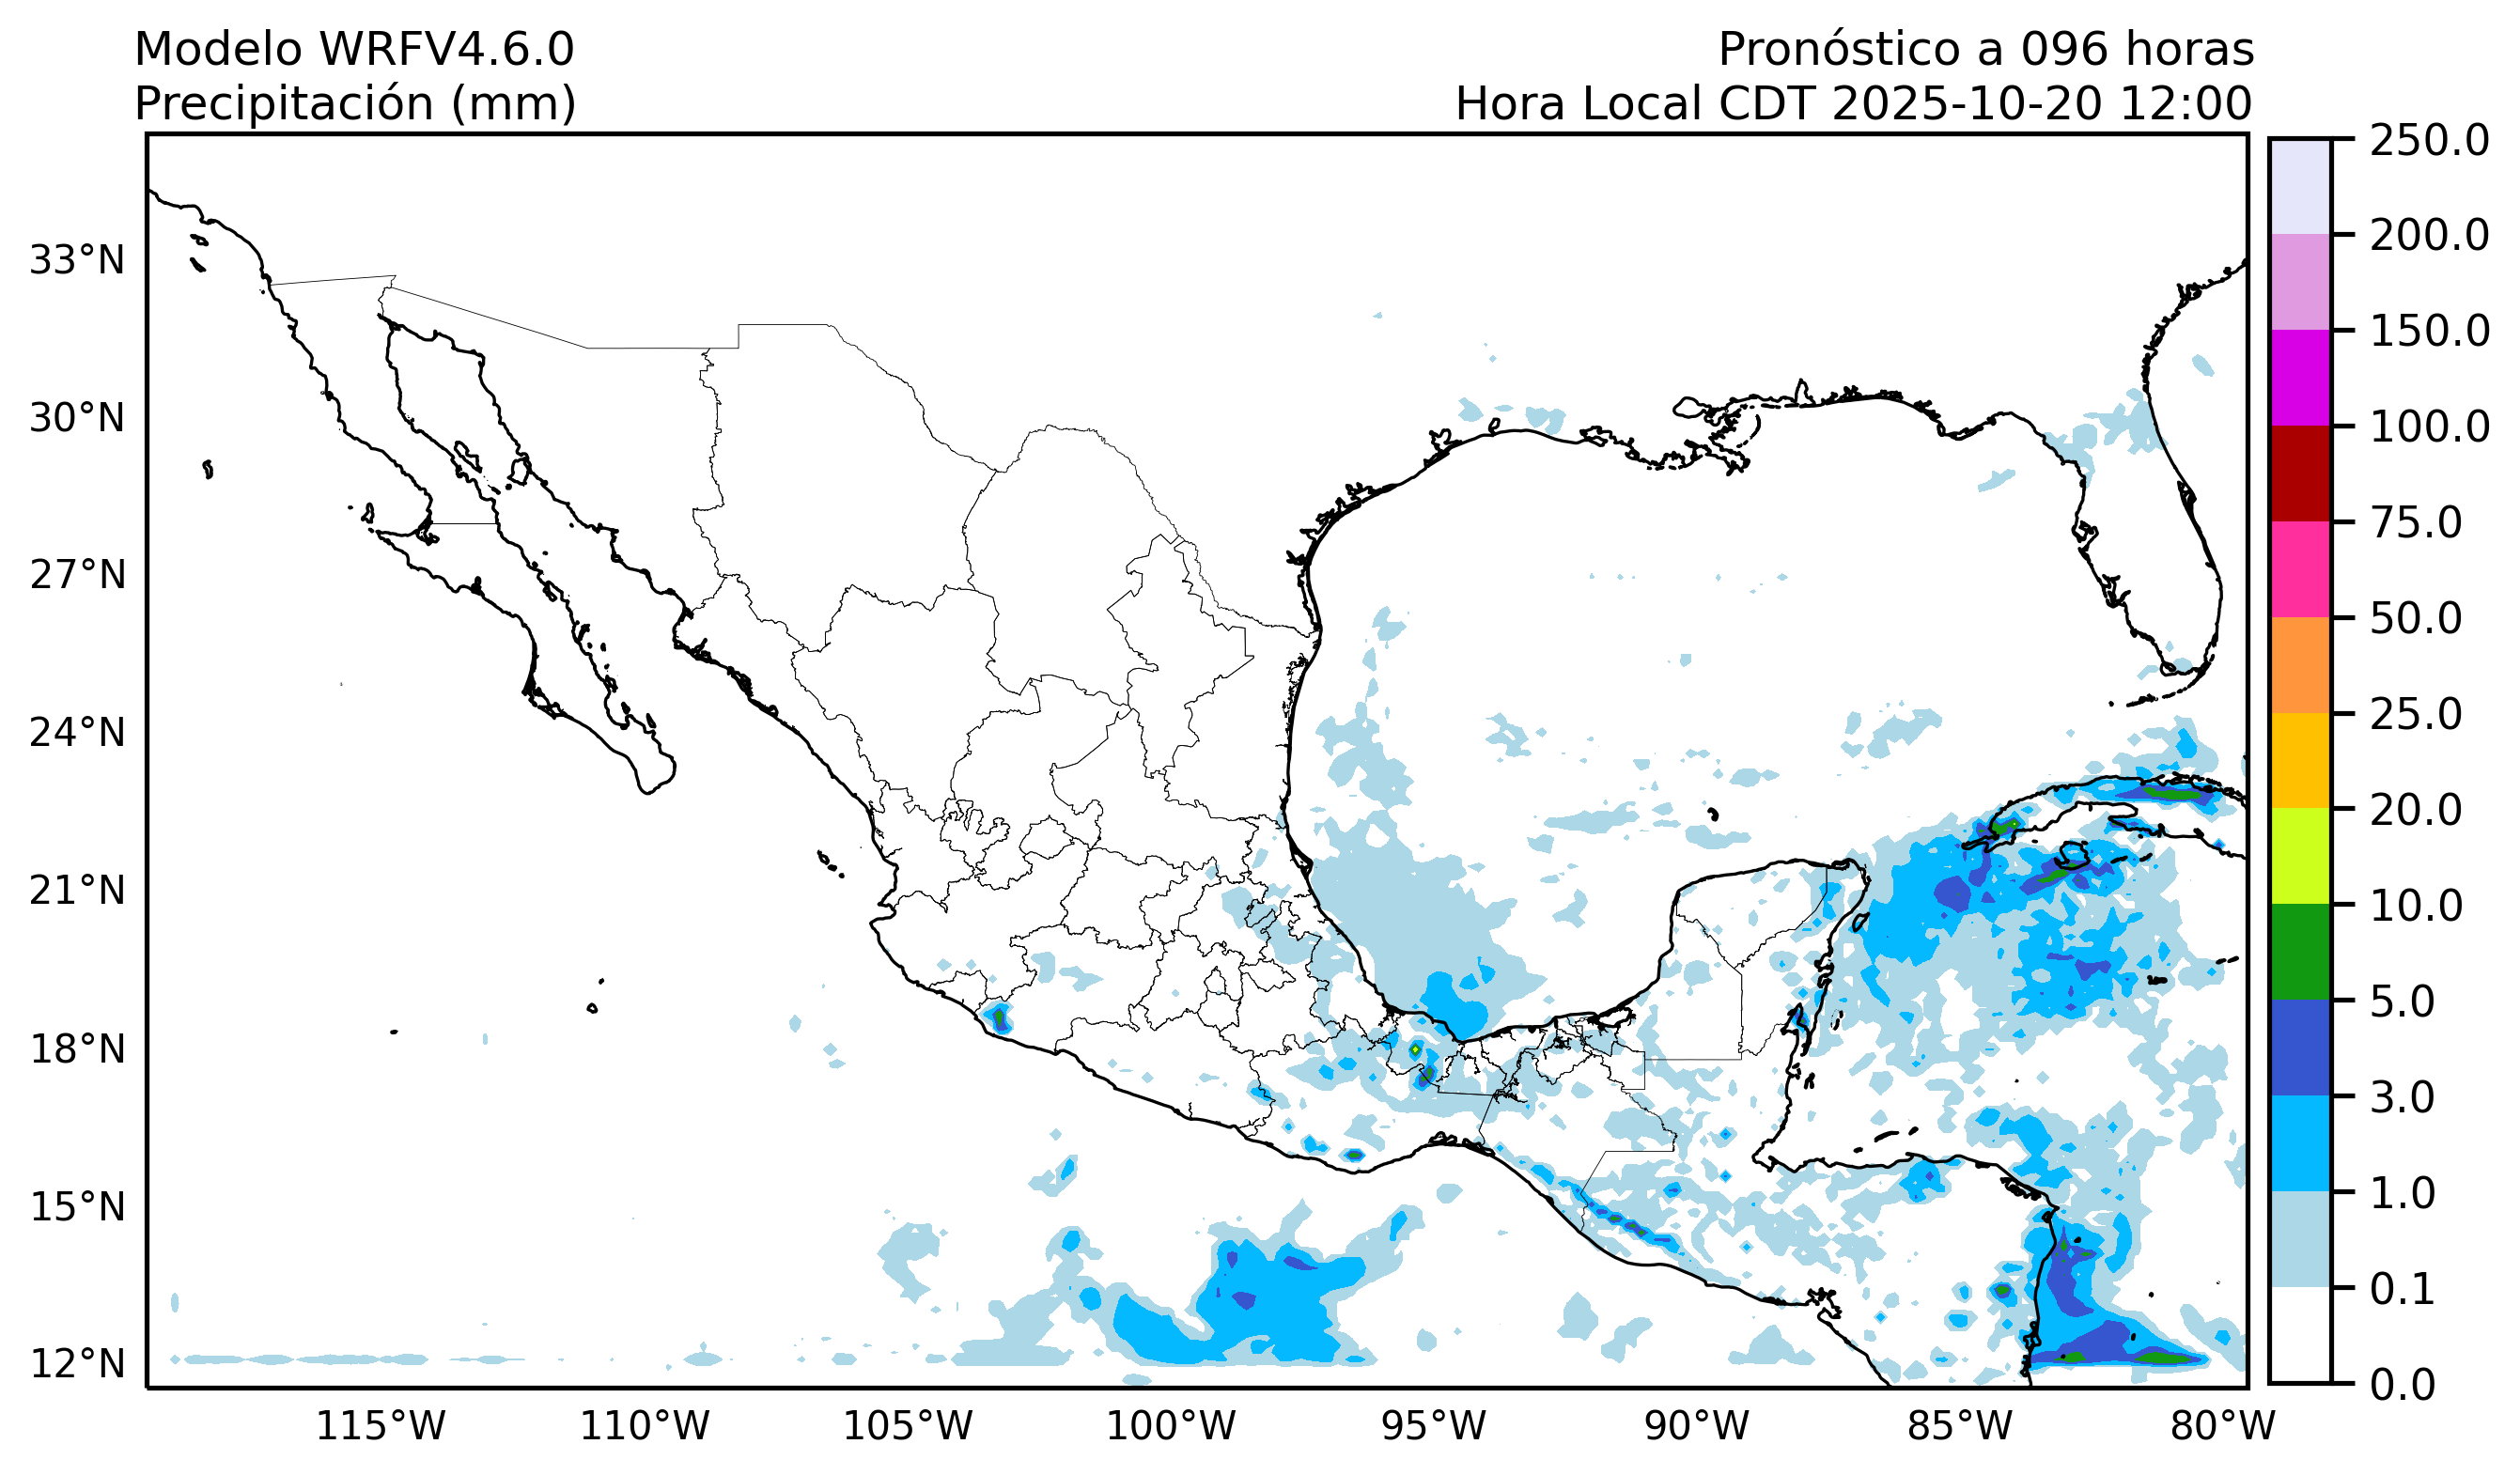 Modelo WRFV4.6.0
Precipitación (mm)
Pronóstico a 096 horas
Hora Local CDT 2025-10-20 12:00
33°N
30°N
27°N
24°N
21°N
18°N
15°N
12°N
115°W
110°W
105°W
100°W
95°W
90°W
85°W
80°W
250.0
200.0
150.0
100.0
75.0
50.0
25.0
20.0
10.0
5.0
3.0
1.0
0.1
0.0